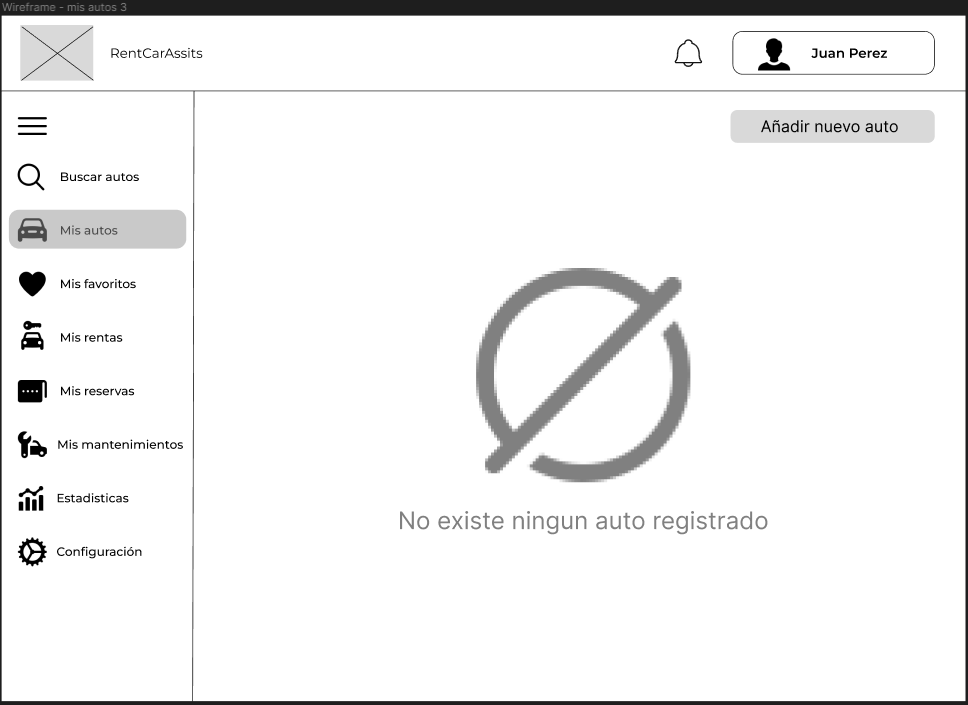 Wireframe - mis autos 3
RentCarAssits
Juan Perez
Añadir nuevo auto
Buscar autos
Mis autos
Mis favoritos
Mis rentas
Mis reservas
Mis mantenimientos
Estadisticas
Configuración
No existe ningun auto registrado